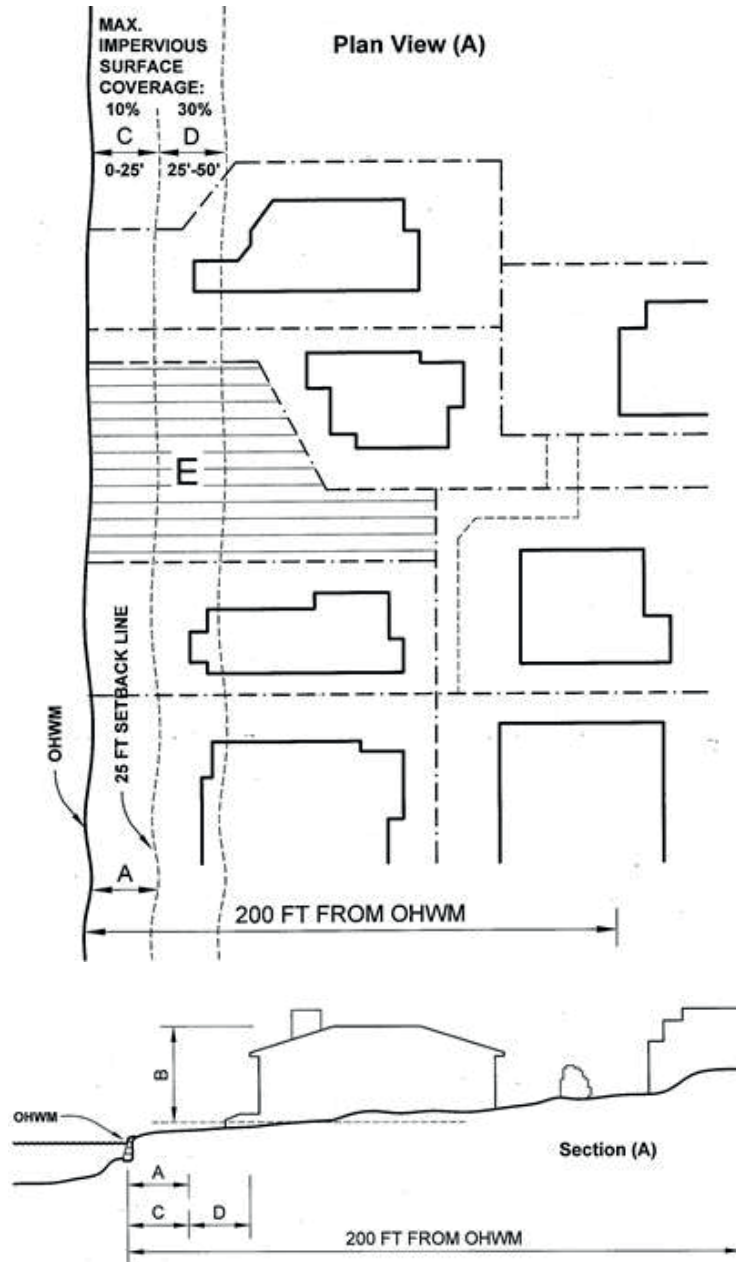 MAX.
IMPERVIOUS
SURFACE
COVERAGE:
10% 30%
C D
0-25' 25'-50'
Plan View (A)
E
OHWM
25 FT SETBACK LINE
A
200 FT FROM OHWM
B
OHWM
Section (A)
A
C D
200 FT FROM OHWM